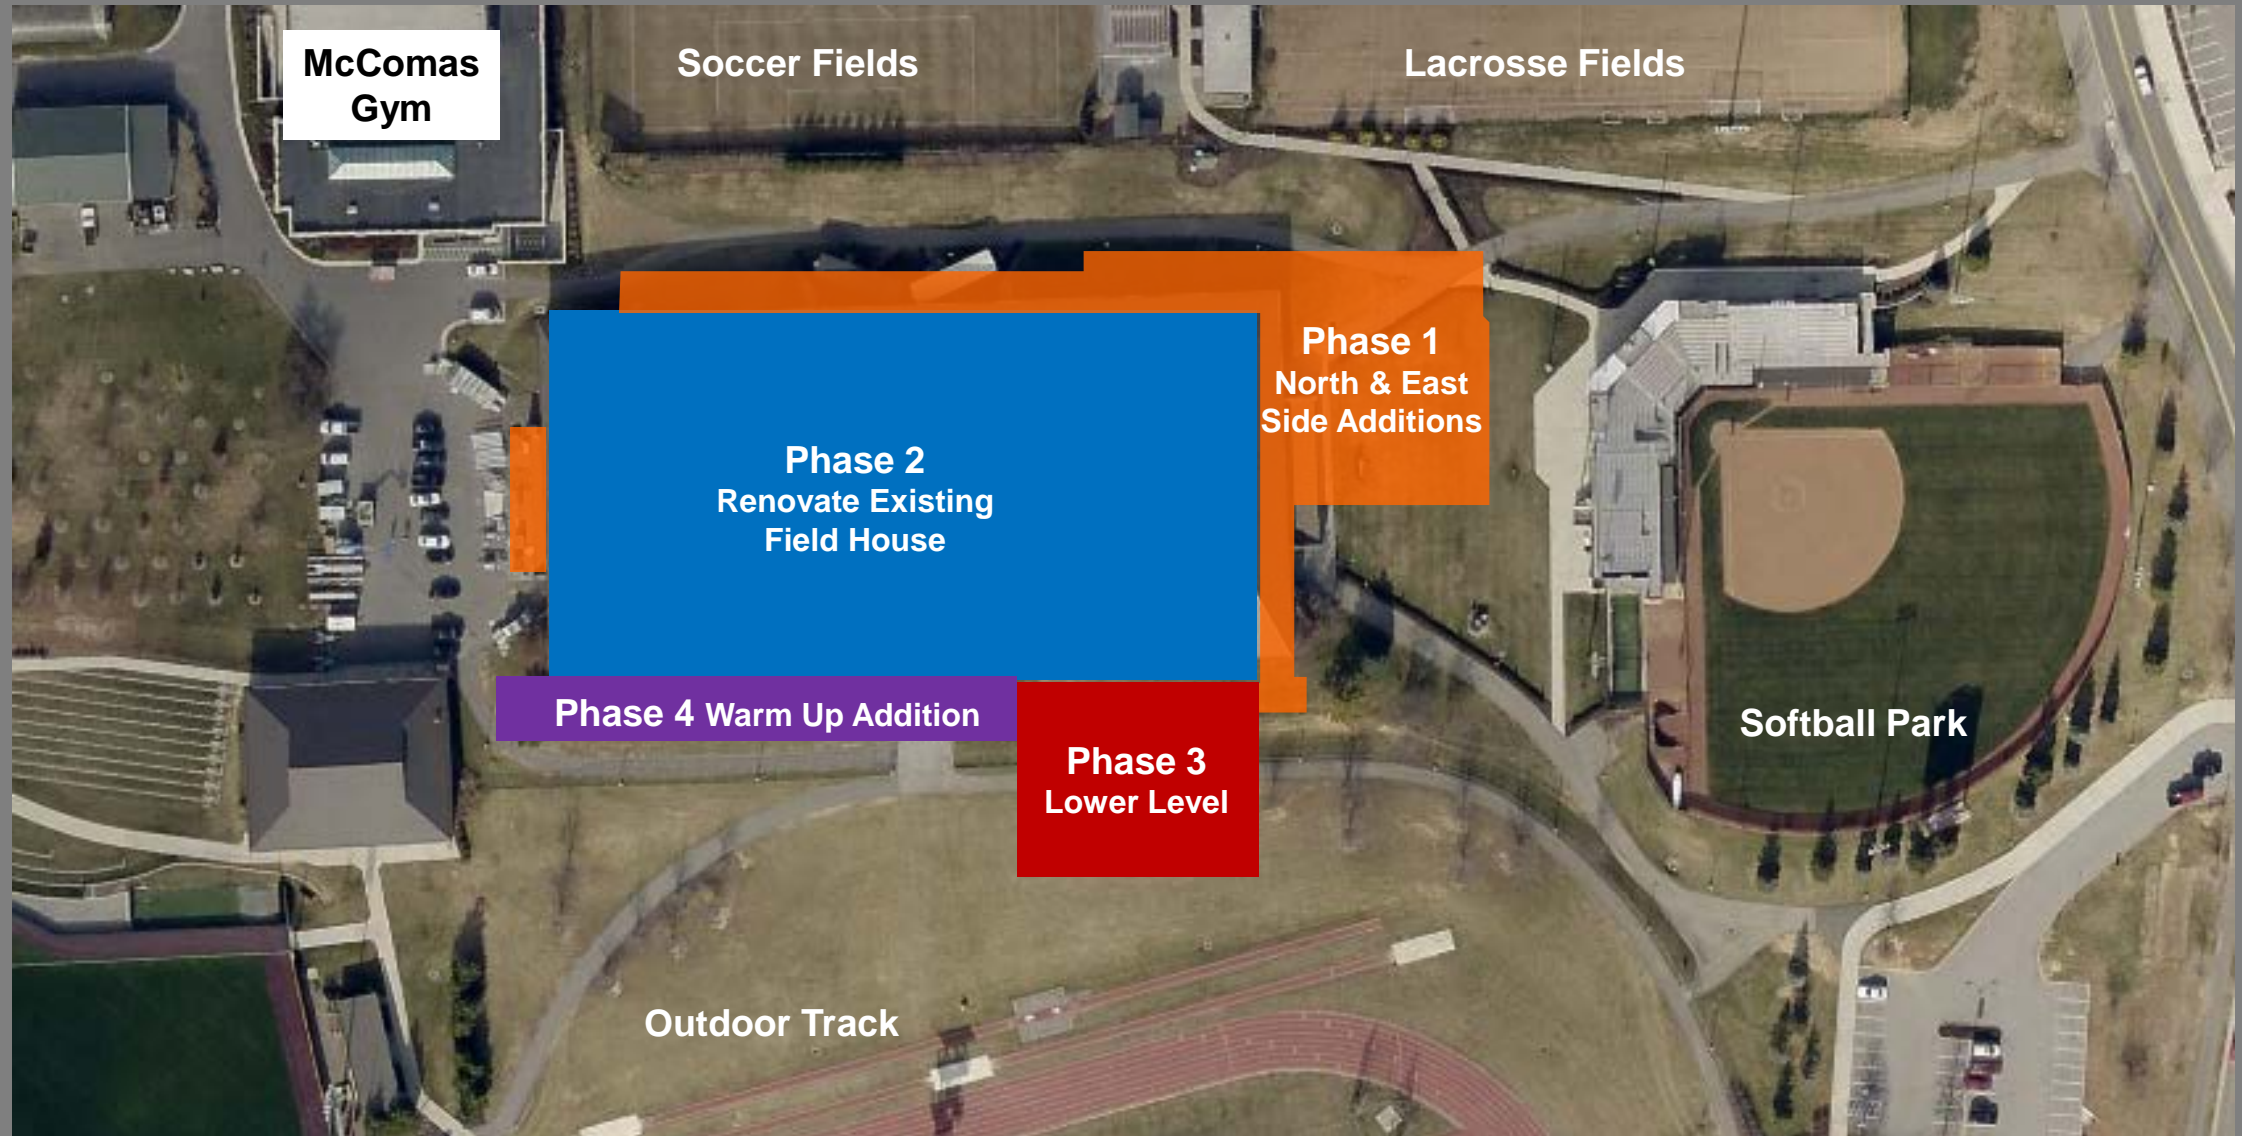 McComas
Gym
Soccer Fields
Lacrosse Fields
Phase 1
North & East
Side Additions
Phase 2
Renovate Existing
Field House
Phase 4 Warm Up Addition
Phase 3
Lower Level
Softball Park
Outdoor Track